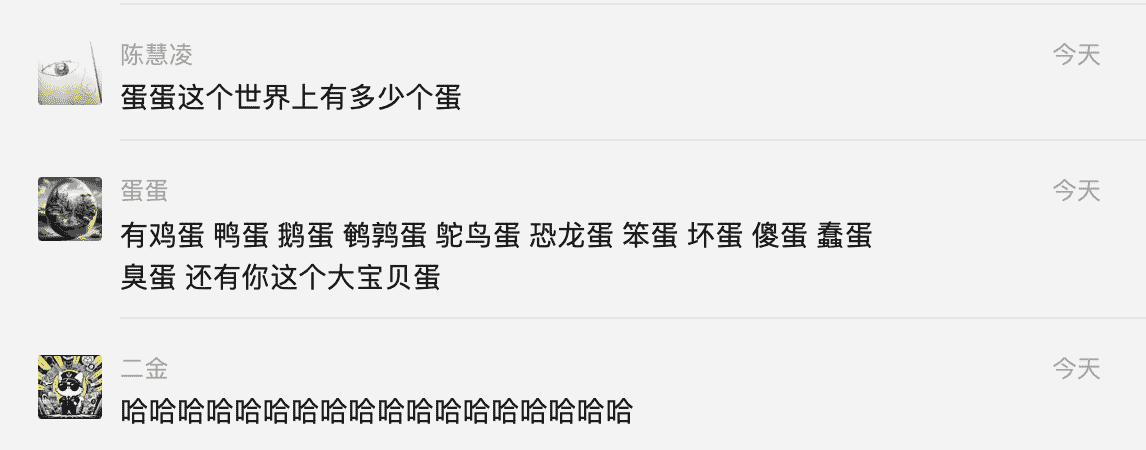 陈慧凌 今天
蛋蛋这个世界上有多少个蛋
蛋蛋 今天
有鸡蛋 鸭蛋 鹅蛋 鹌鹑蛋 鸵鸟蛋 恐龙蛋 笨蛋 坏蛋 傻蛋 蠢蛋
臭蛋 还有你这个大宝贝蛋
二金 今天
哈哈哈哈哈哈哈哈哈哈哈哈哈哈哈哈哈哈